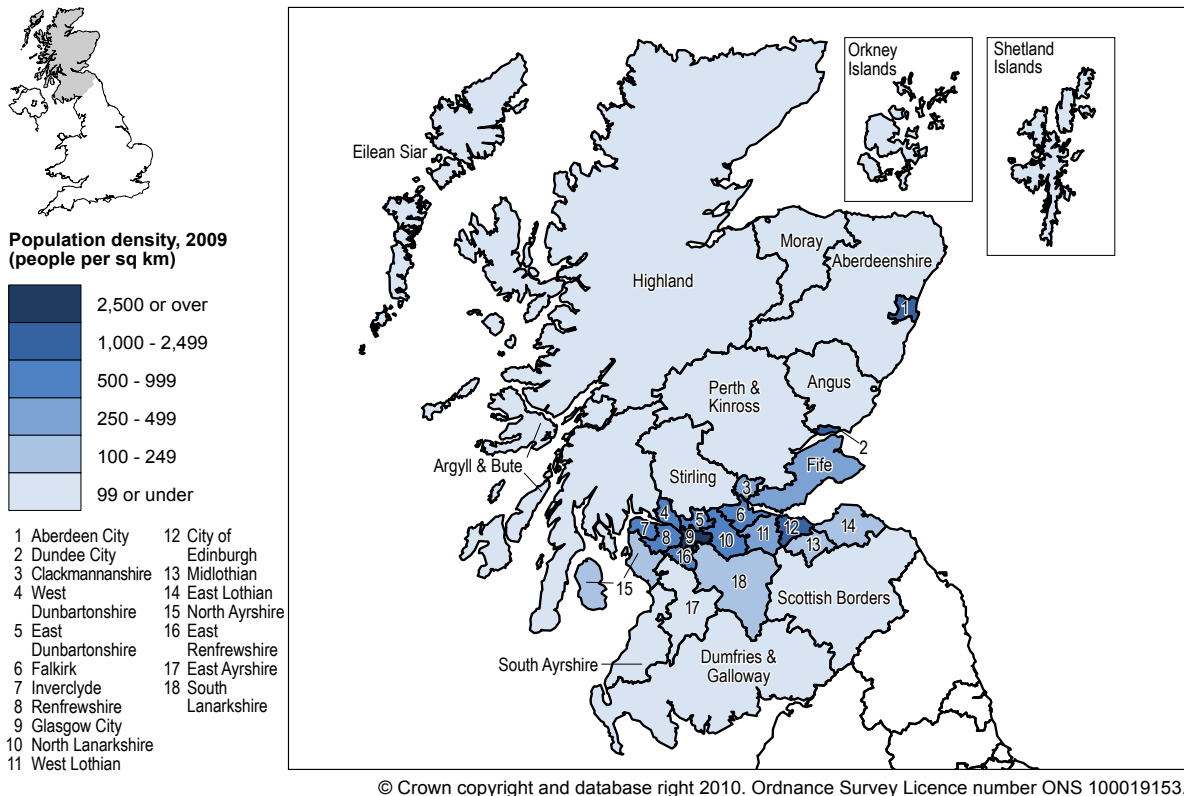 Population density, 2009
(people per sq km)
2,500 or over
1,000 - 2,499
500 - 999
250 - 499
100 - 249
99 or under
1 Aberdeen City
2 Dundee City
3 Clackmannanshire
4 West
Dunbartonshire
5 East
Dunbartonshire
6 Falkirk
7 Inverclyde
8 Renfrewshire
9 Glasgow City
10 North Lanarkshire
11 West Lothian
12 City of
Edinburgh
13 Midlothian
14 East Lothian
15 North Ayrshire
16 East
Renfrewshire
17 East Ayrshire
18 South
Lanarkshire
Orkney
Islands
Shetland
Islands
Eilean Siar
Moray
Aberdeenshire
Highland
1
Perth &
Kinross
Angus
2
Argyll & Bute
Stirling
Fife
3
4
5
6
7
8
9
10
11
12
13
14
15
16
17
18
Scottish Borders
South Ayrshire
Dumfries &
Galloway
© Crown copyright and database right 2010. Ordnance Survey Licence number ONS 100019153.